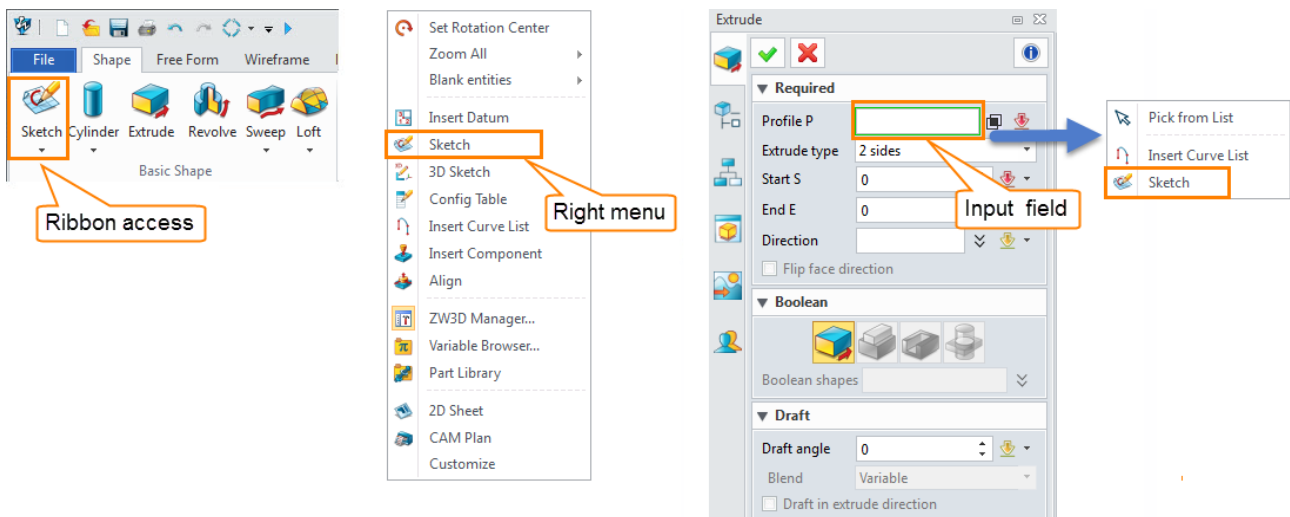 File Shape Free Form Wireframe
Sketch Cylinder Extrude Revolve Sweep Loft
Basic Shape
Ribbon access
Set Rotation Center
Zoom All
Blank entities
Insert Datum
Sketch
3D Sketch
Config Table
Insert Curve List
Insert Component
Align
ZW3D Manager...
Variable Browser...
Part Library
2D Sheet
CAM Plan
Customize
Right menu
Extrude
Required
Profile P
Extrude type 2 sides
Start S 0
End E 0
Direction
Flip face direction
Boolean
Boolean shapes
Draft
Draft angle 0
Blend Variable
Draft in extrude direction
Input field
Pick from List
Insert Curve List
Sketch